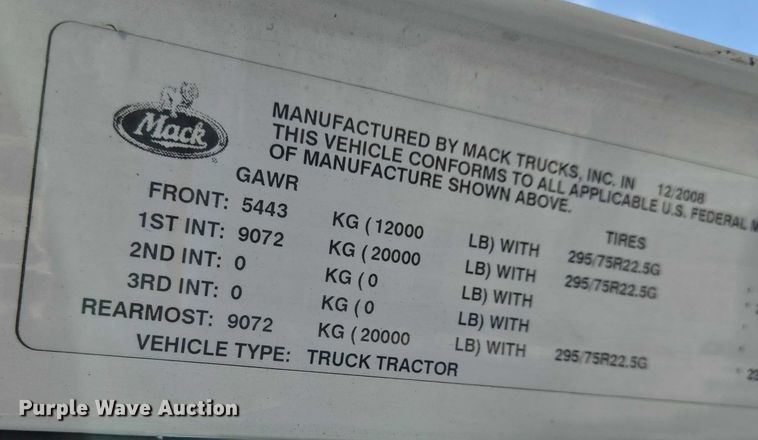 Mack
MANUFACTURED BY MACK TRUCKS, INC. IN 12/2008
THIS VEHICLE CONFORMS TO ALL APPLICABLE U.S. FEDERAL
OF MANUFACTURE SHOWN ABOVE.
GAWR TIRES
FRONT: 5443 KG ( 12000 LB) WITH 295/75R22.5G
1ST INT: 9072 KG ( 20000 LB) WITH 295/75R22.5G
2ND INT: 0 KG ( 0 LB) WITH
3RD INT: 0 KG ( 0 LB) WITH
REARMOST: 9072 KG ( 20000 LB) WITH 295/75R22.5G
VEHICLE TYPE: TRUCK TRACTOR
Purple Wave Auction